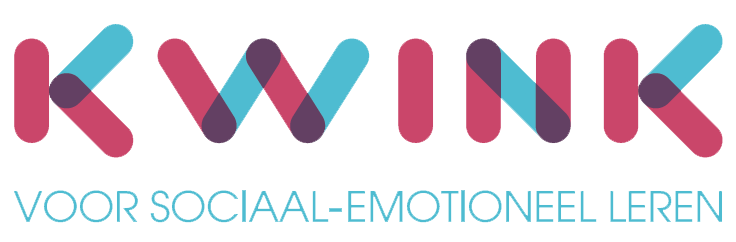 KWINK
VOOR SOCIAAL-EMOTIONEEL LEREN